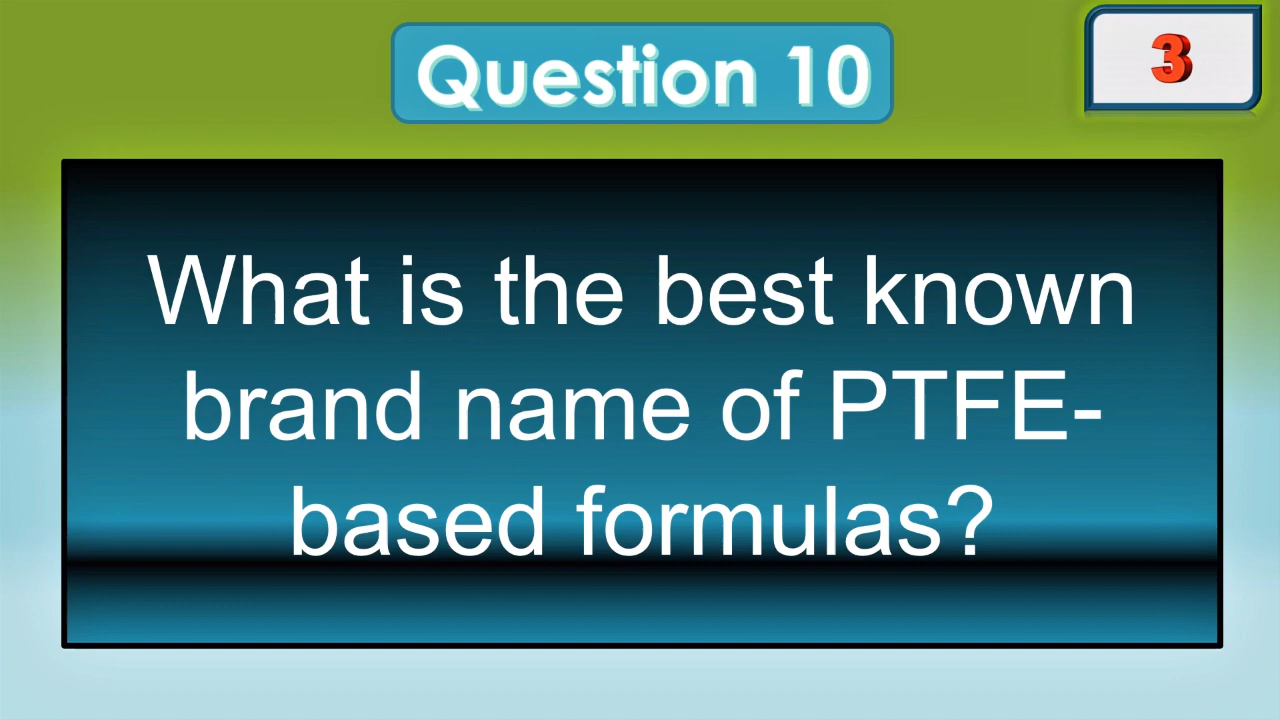 Question 10
3
What is the best known
brand name of PTFE-
based formulas?